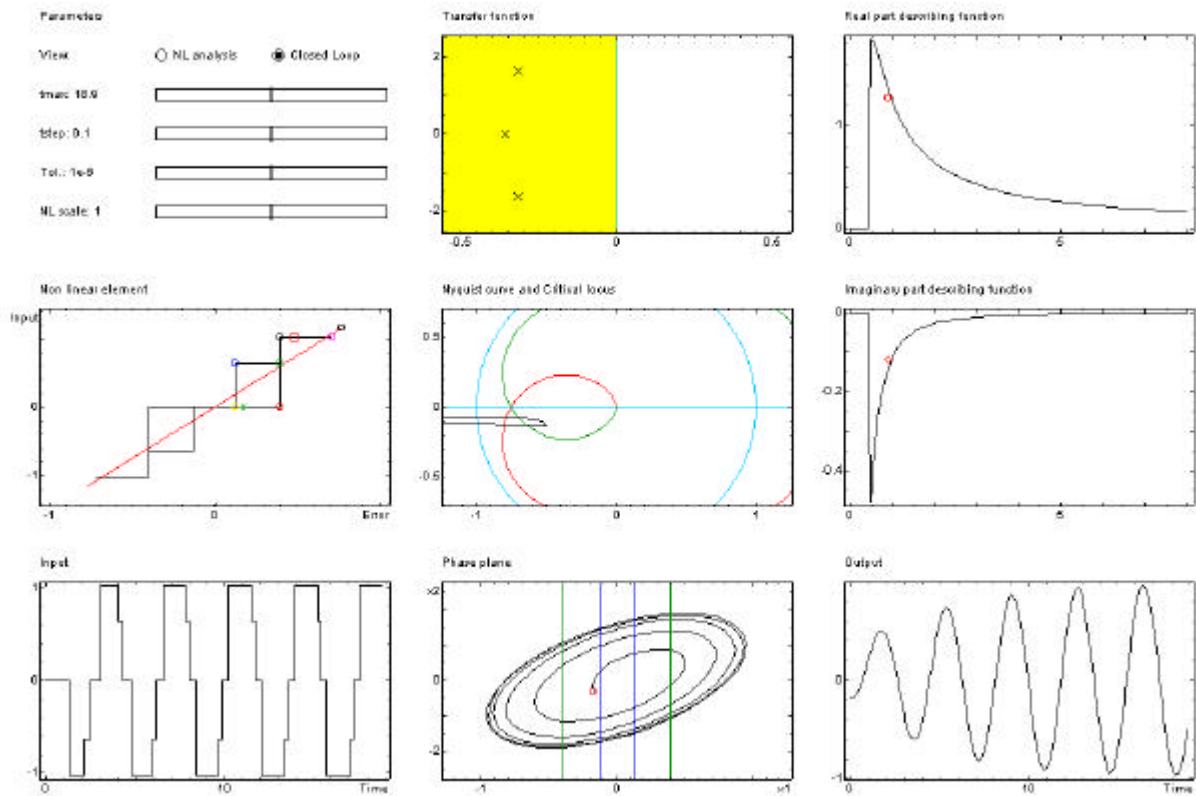 Parameters
View
NL analysis
Closed Loop
tmax: 18.9
tstep: 0.1
Tol.: 1e-6
NL scale: 1
Transfer function
2
0
-2
-0.5
0
0.5
Real part describing function
1
0
0
5
Non linear element
Input
0
-1
-1
0
Error
Nyquist curve and Critical locus
0.5
0
-0.5
-1
0
1
Imaginary part describing function
0
-0.2
-0.4
0
5
Input
1
0
-1
0
10
Time
Phase plane
x2
0
-2
-1
0
x1
Output
1
0
-1
0
10
Time